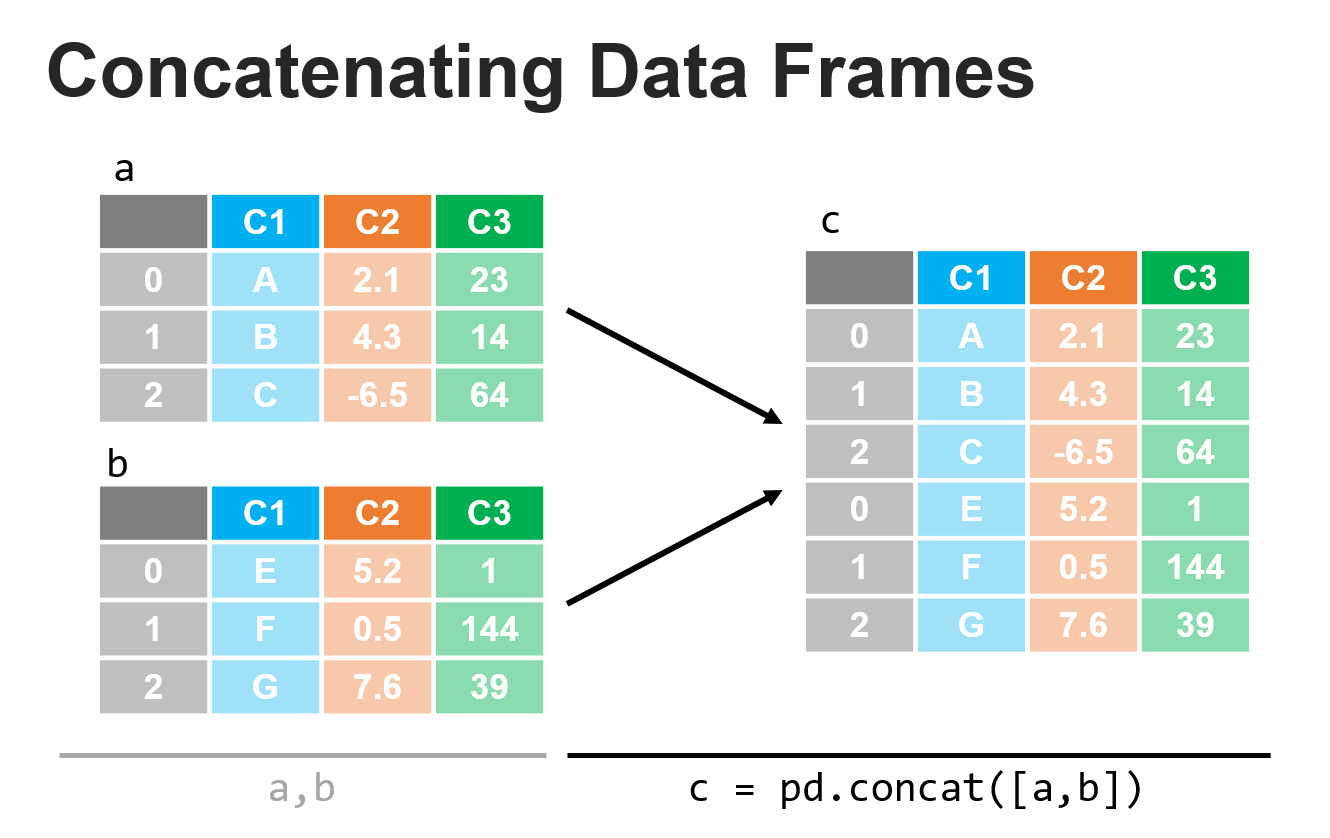 Concatenating Data Frames
a
C1 C2 C3
0 A 2.1 23
1 B 4.3 14
2 C -6.5 64
b
C1 C2 C3
0 E 5.2 1
1 F 0.5 144
2 G 7.6 39
c
C1 C2 C3
0 A 2.1 23
1 B 4.3 14
2 C -6.5 64
0 E 5.2 1
1 F 0.5 144
2 G 7.6 39
a,b
c = pd.concat([a,b])